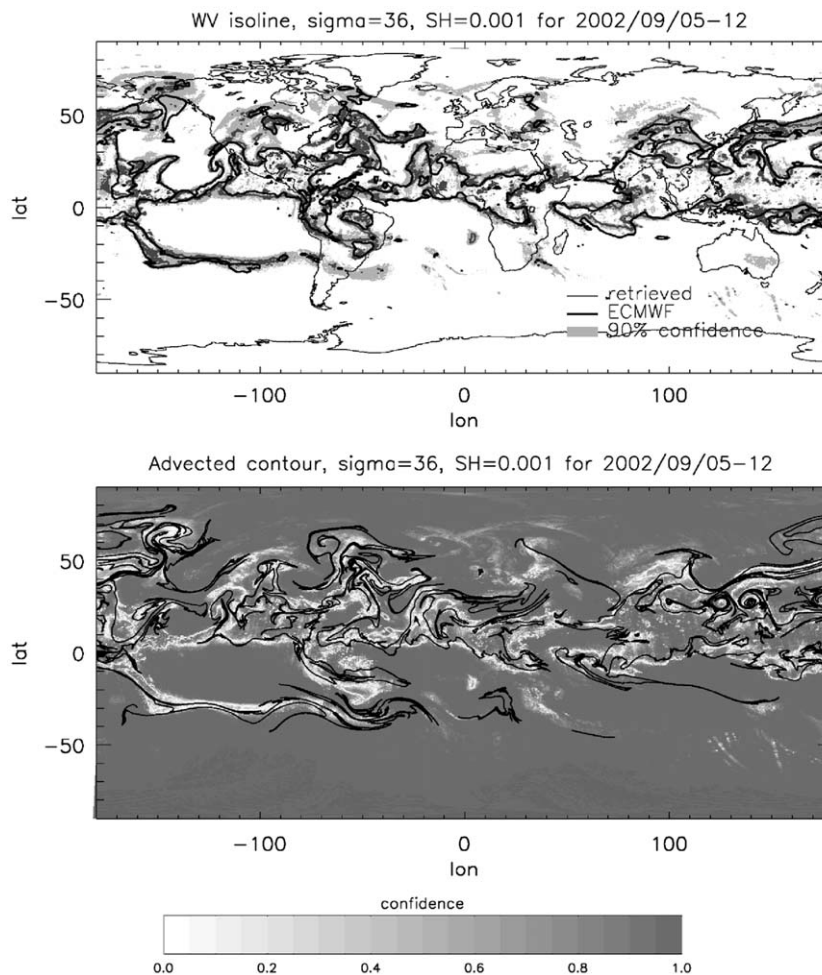 WV isoline, sigma=36, SH=0.001 for 2002/09/05-12
lat
50
0
-50
retrieved
ECMWF
90% confidence
-100 0 100
lon
Advected contour, sigma=36, SH=0.001 for 2002/09/05-12
lat
50
0
-50
-100 0 100
lon
confidence
0.0 0.2 0.4 0.6 0.8 1.0